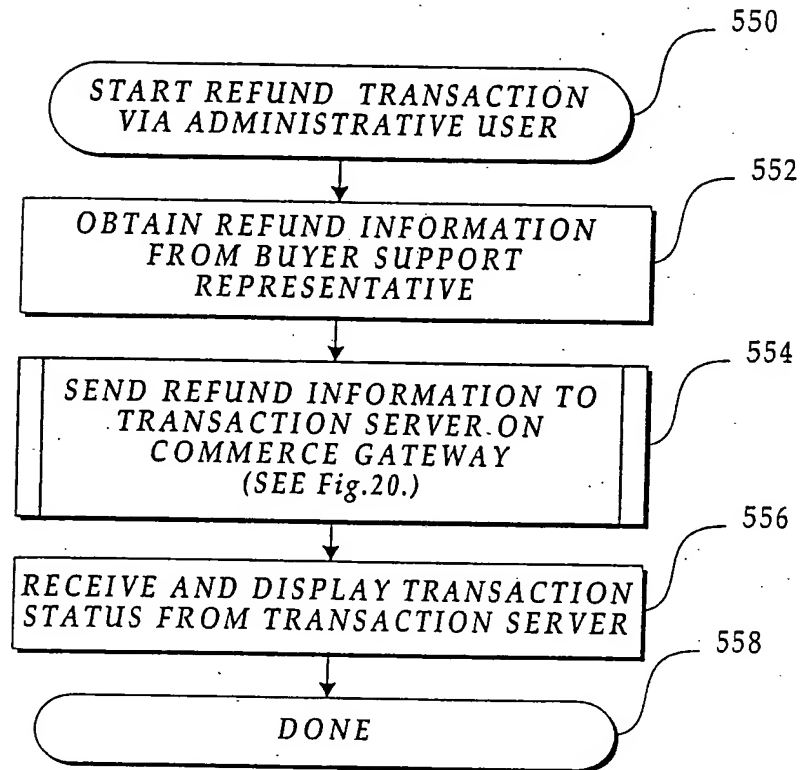 550
START REFUND TRANSACTION
VIA ADMINISTRATIVE USER
552
OBTAIN REFUND INFORMATION
FROM BUYER SUPPORT
REPRESENTATIVE
554
SEND REFUND INFORMATION TO
TRANSACTION SERVER ON
COMMERCE GATEWAY
(SEE Fig.20.)
556
RECEIVE AND DISPLAY TRANSACTION
STATUS FROM TRANSACTION SERVER
558
DONE